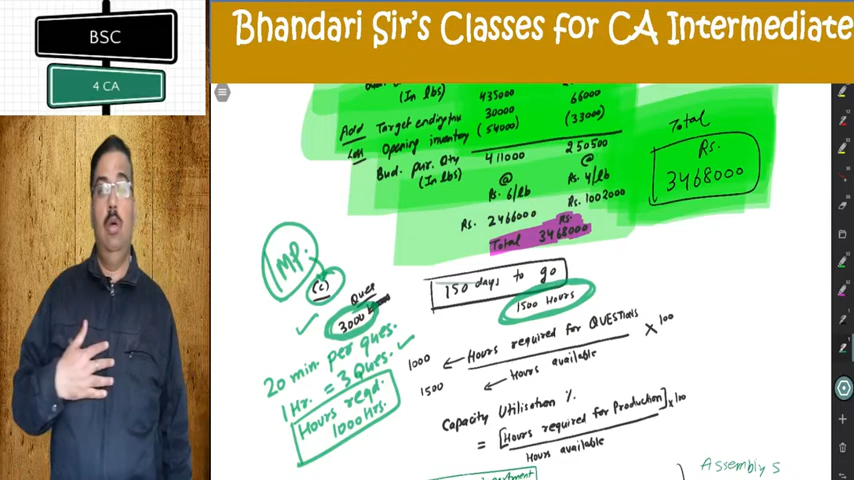 BSC
4 CA
Bhandari Sir's Classes for CA Intermediate
(In lbs) 435000 66000
Add Target ending inv 30000
Less Opening inventory (54000) (33000)
Bud. pur. Qty 411000 250500
(In lbs) @ @
Rs. 6/lb Rs. 4/lb
Rs. 2466000 Rs. 1002000
Rs.
Total 3468000
Total
Rs.
3468000
IMP.
(c)
Ques
3000
20 min. per ques.
1 Hr. = 3 Ques.
Hours reqd.
1000 Hrs.
150 days to go
1500 Hours
1000 ← Hours required for QUESTIONS × 100
1500 ← Hours available
Capacity Utilisation %
= [Hours required for Production] × 100
Hours available
Assembly S